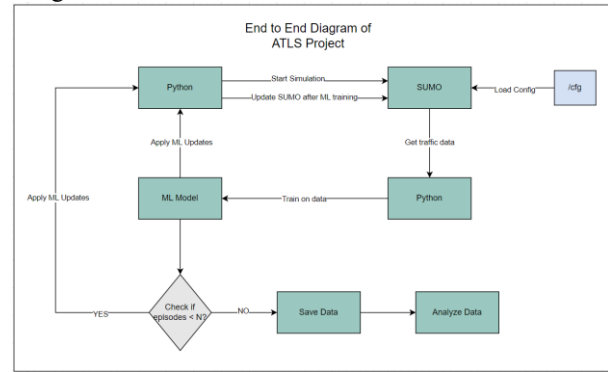 End to End Diagram of
ATLS Project
Python
Start Simulation
Update SUMO after ML training
SUMO
Load Config
/cfg
Apply ML Updates
Get traffic data
Apply ML Updates
ML Model
Train on data
Python
Check if
episodes < N?
YES
NO
Save Data
Analyze Data